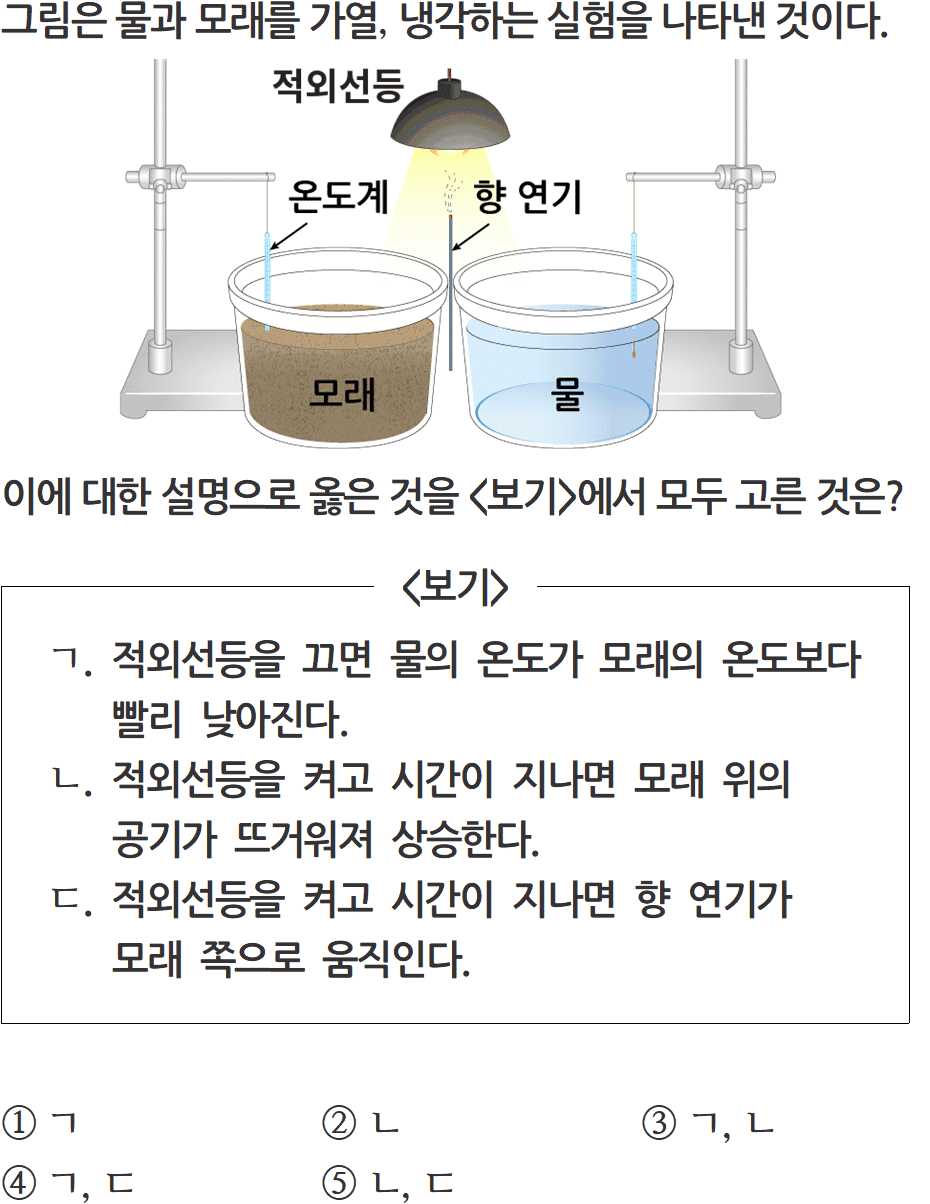 그림은 물과 모래를 가열, 냉각하는 실험을 나타낸 것이다.
적외선등
온도계
향 연기
모래
물
이에 대한 설명으로 옳은 것을 <보기>에서 모두 고른 것은?
<보기>
ㄱ. 적외선등을 끄면 물의 온도가 모래의 온도보다
빨리 낮아진다.
ㄴ. 적외선등을 켜고 시간이 지나면 모래 위의
공기가 뜨거워져 상승한다.
ㄷ. 적외선등을 켜고 시간이 지나면 향 연기가
모래 쪽으로 움직인다.
① ㄱ ② ㄴ ③ ㄱ, ㄴ
④ ㄱ, ㄷ ⑤ ㄴ, ㄷ